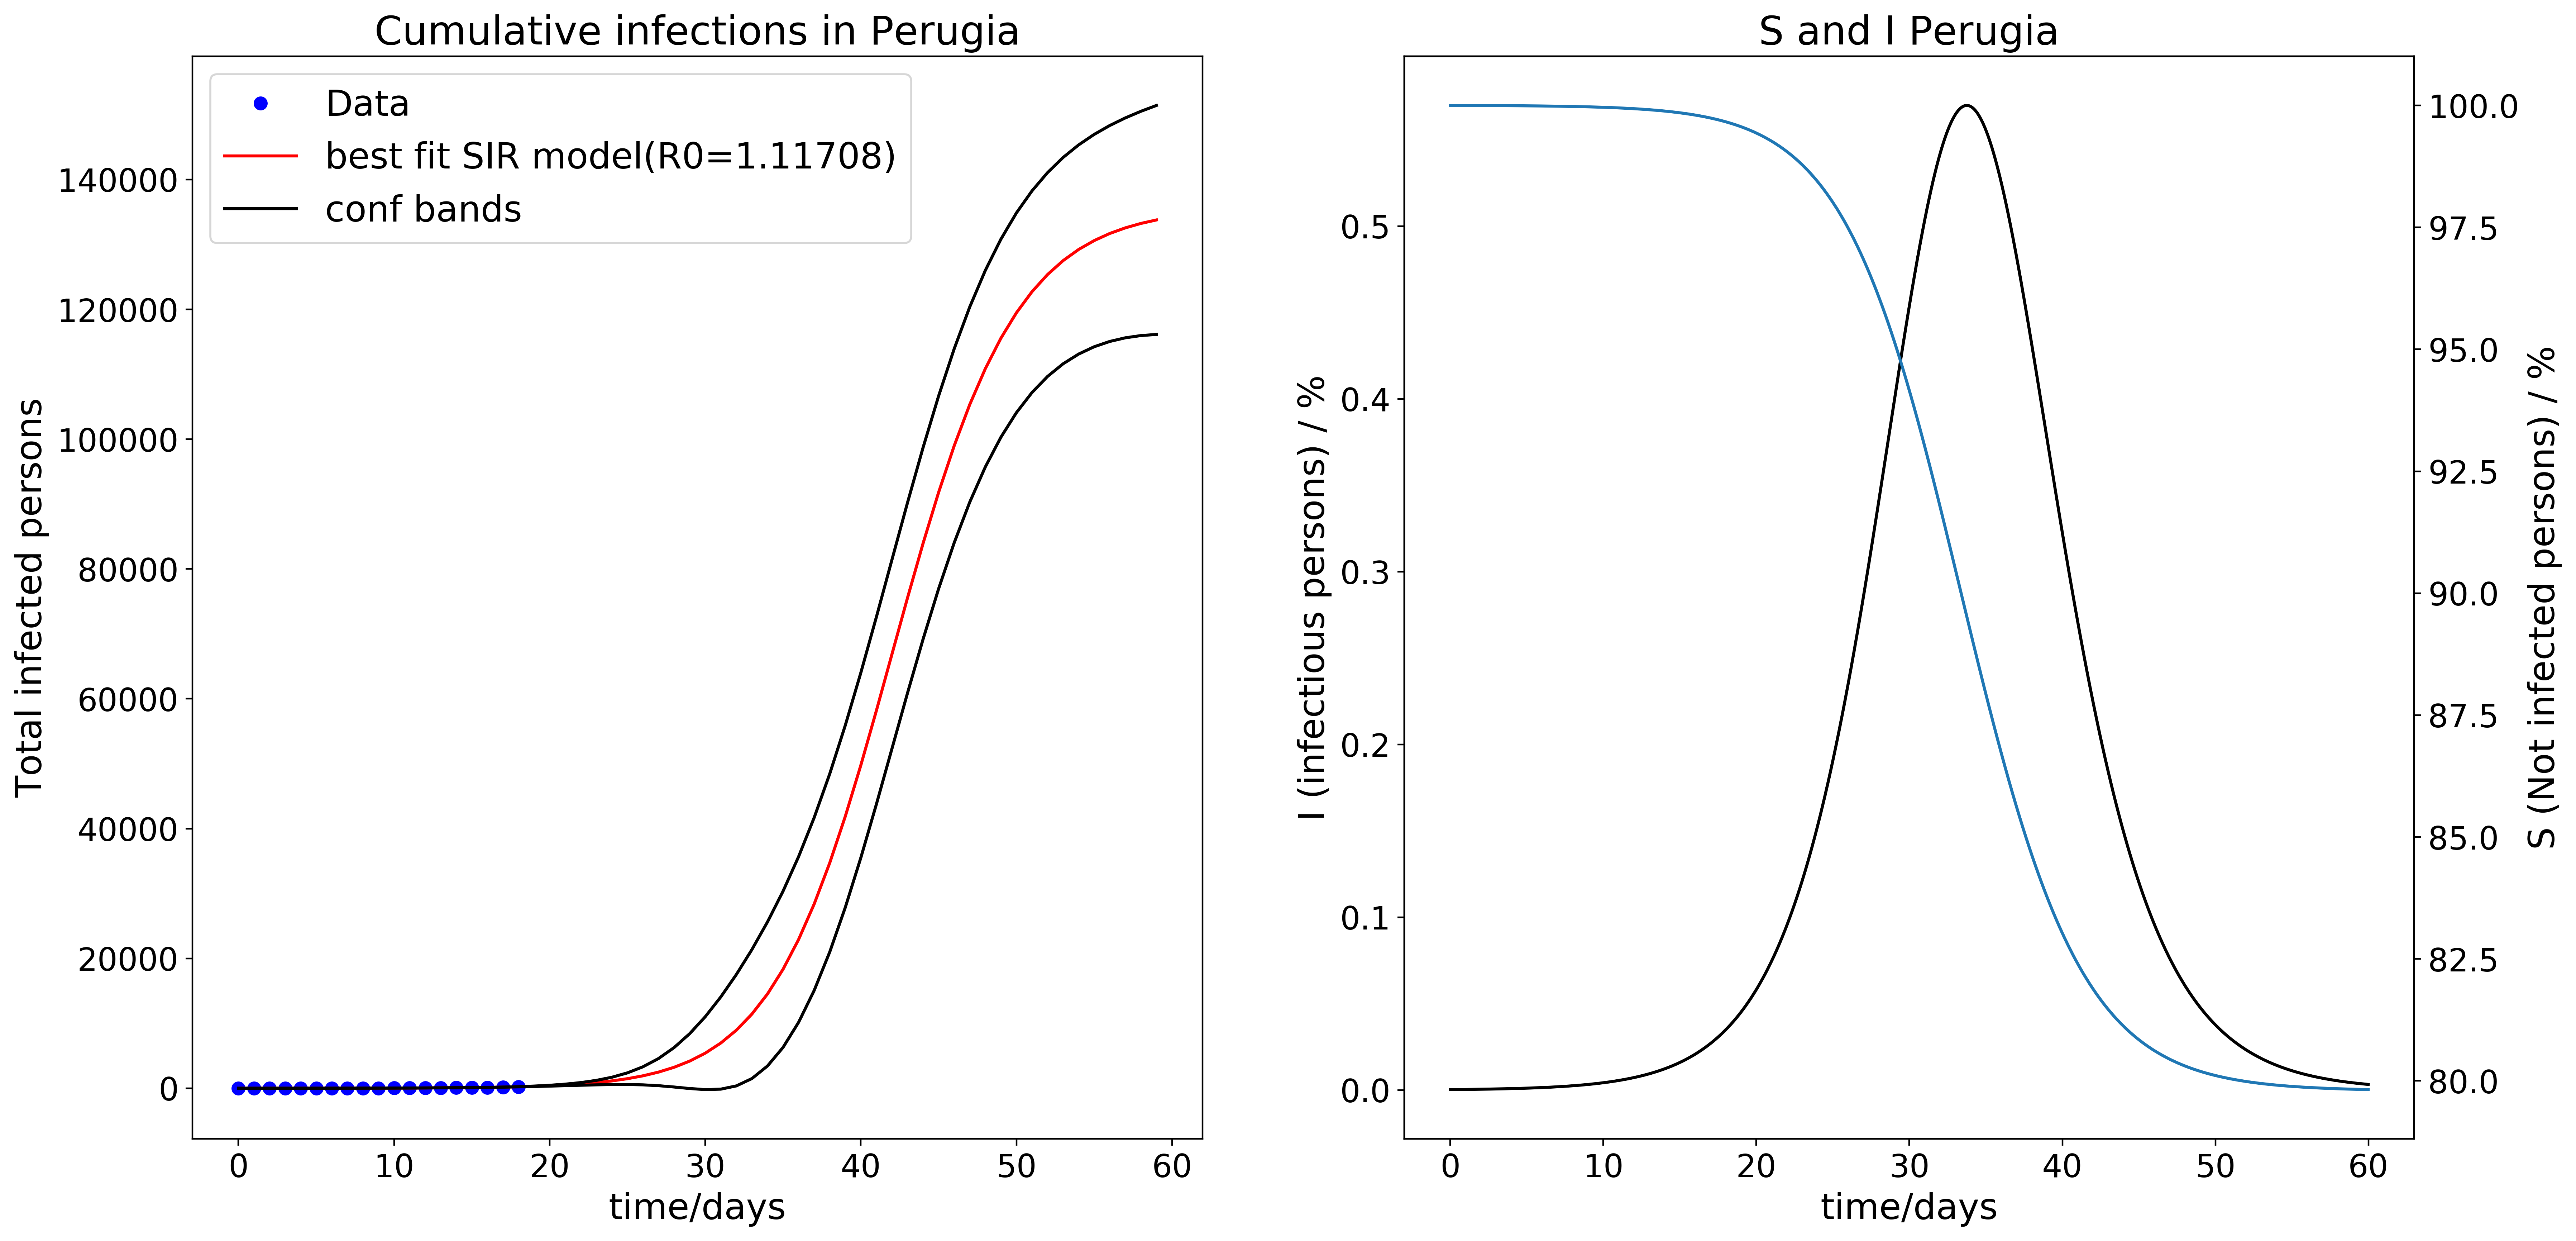 Cumulative infections in Perugia
Data
best fit SIR model(R0=1.11708)
conf bands
Total infected persons
140000
120000
100000
80000
60000
40000
20000
0
0 10 20 30 40 50 60
time/days
S and I Perugia
I (infectious persons) / %
0.5
0.4
0.3
0.2
0.1
0.0
0 10 20 30 40 50 60
time/days
100.0
97.5
95.0
92.5
90.0
87.5
85.0
82.5
80.0
S (Not infected persons) / %